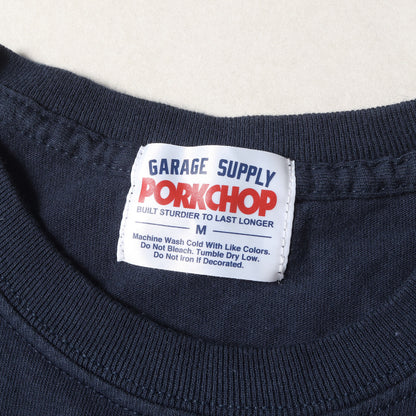 GARAGE SUPPLY
PORKCHOP
BUILT STURDIER TO LAST LONGER
M
Machine Wash Cold With Like Colors.
Do Not Bleach. Tumble Dry Low.
Do Not Iron If Decorated.